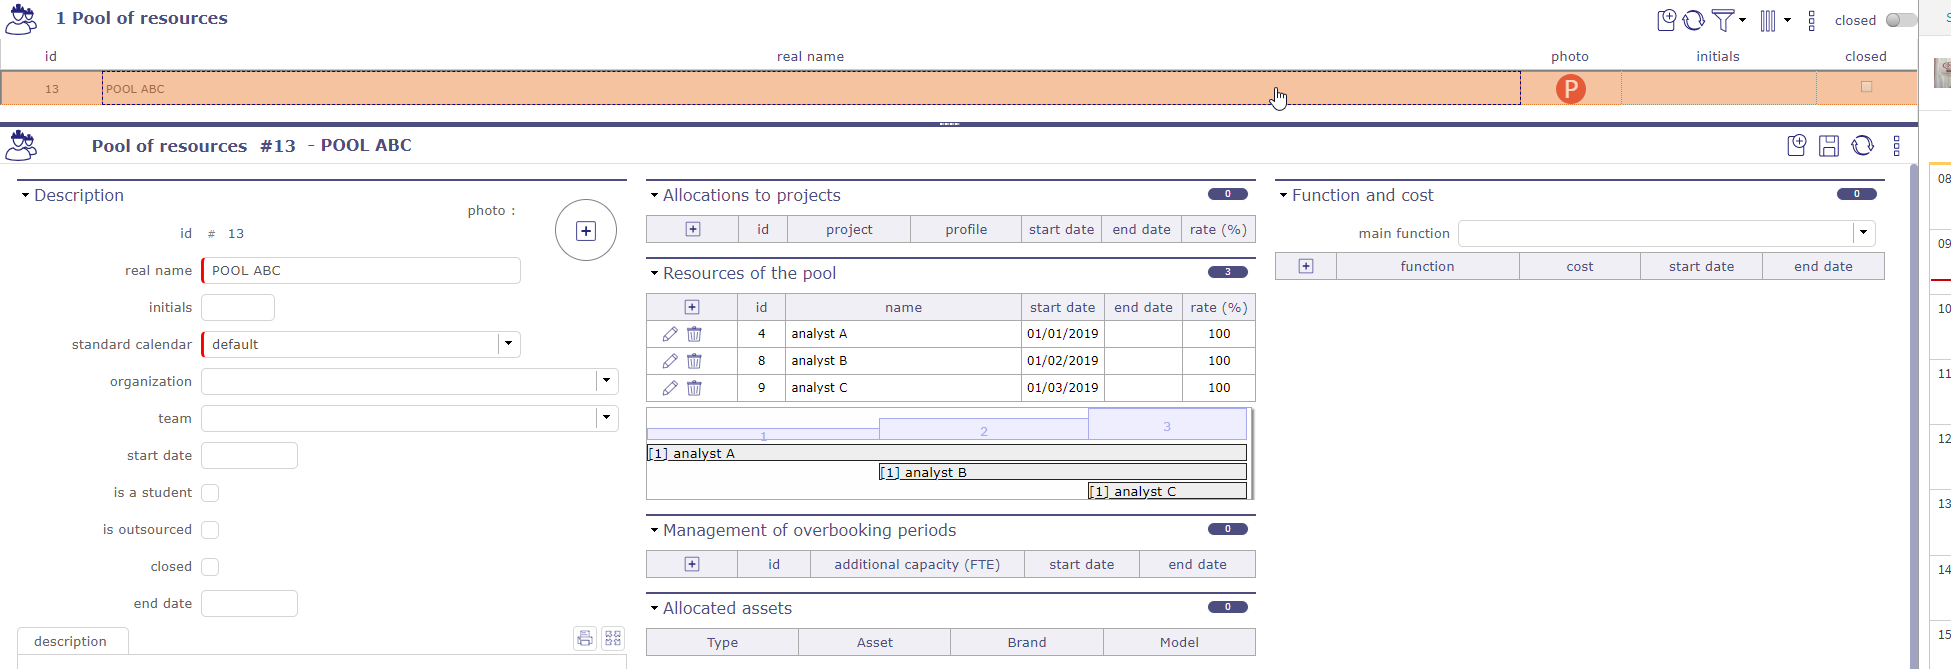 1 Pool of resources
closed
id real name photo initials closed
13 POOL ABC P
Pool of resources #13 - POOL ABC
Description
photo :
id # 13
real name POOL ABC
initials
standard calendar default
organization
team
start date
is a student
is outsourced
closed
end date
description
Allocations to projects 0
id project profile start date end date rate (%)
Resources of the pool 3
id name start date end date rate (%)
4 analyst A 01/01/2019 100
8 analyst B 01/02/2019 100
9 analyst C 01/03/2019 100
1 2 3
[1] analyst A
[1] analyst B
[1] analyst C
Management of overbooking periods 0
id additional capacity (FTE) start date end date
Allocated assets 0
Type Asset Brand Model
Function and cost 0
main function
function cost start date end date
08
09
10
11
12
13
14
15